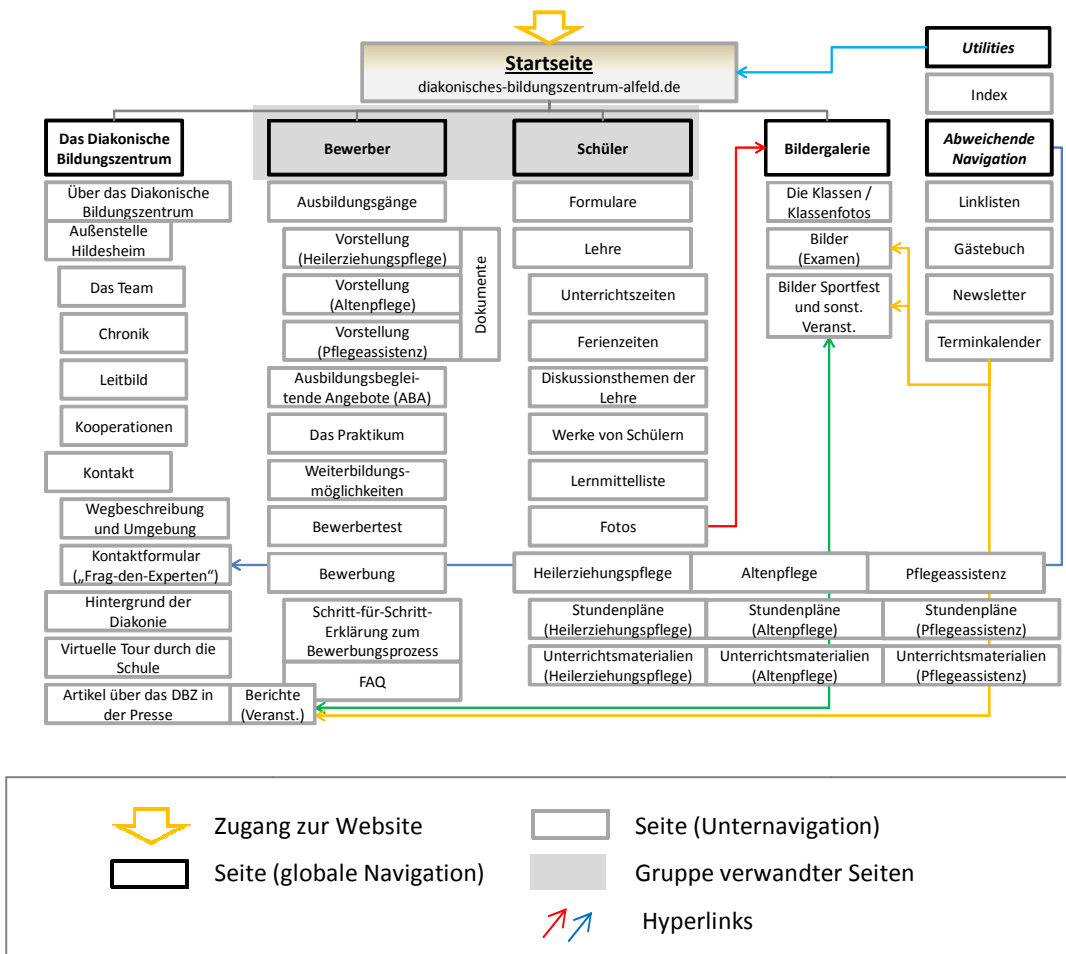 Startseite
diakonisches-bildungszentrum-alfeld.de
Utilities
Index
Das Diakonische
Bildungszentrum
Über das Diakonische
Bildungszentrum
Außenstelle
Hildesheim
Das Team
Chronik
Leitbild
Kooperationen
Kontakt
Wegbeschreibung
und Umgebung
Kontaktformular
(„Frag-den-Experten“)
Hintergrund der
Diakonie
Virtuelle Tour durch die
Schule
Artikel über das DBZ in
der Presse
Berichte
(Veranst.)
Bewerber
Ausbildungsgänge
Vorstellung
(Heilerziehungspflege)
Vorstellung
(Altenpflege)
Vorstellung
(Pflegeassistenz)
Dokumente
Ausbildungsbeglei-
tende Angebote (ABA)
Das Praktikum
Weiterbildungs-
möglichkeiten
Bewerbertest
Bewerbung
Schritt-für-Schritt-
Erklärung zum
Bewerbungsprozess
FAQ
Schüler
Formulare
Lehre
Unterrichtszeiten
Ferienzeiten
Diskussionsthemen der
Lehre
Werke von Schülern
Lernmittelliste
Fotos
Heilerziehungspflege
Altenpflege
Pflegeassistenz
Stundenpläne
(Heilerziehungspflege)
Stundenpläne
(Altenpflege)
Stundenpläne
(Pflegeassistenz)
Unterrichtsmaterialien
(Heilerziehungspflege)
Unterrichtsmaterialien
(Altenpflege)
Unterrichtsmaterialien
(Pflegeassistenz)
Bildergalerie
Die Klassen /
Klassenfotos
Bilder
(Examen)
Bilder Sportfest
und sonst.
Veranst.
Abweichende
Navigation
Linklisten
Gästebuch
Newsletter
Terminkalender
Zugang zur Website
Seite (Unternavigation)
Seite (globale Navigation)
Gruppe verwandter Seiten
Hyperlinks